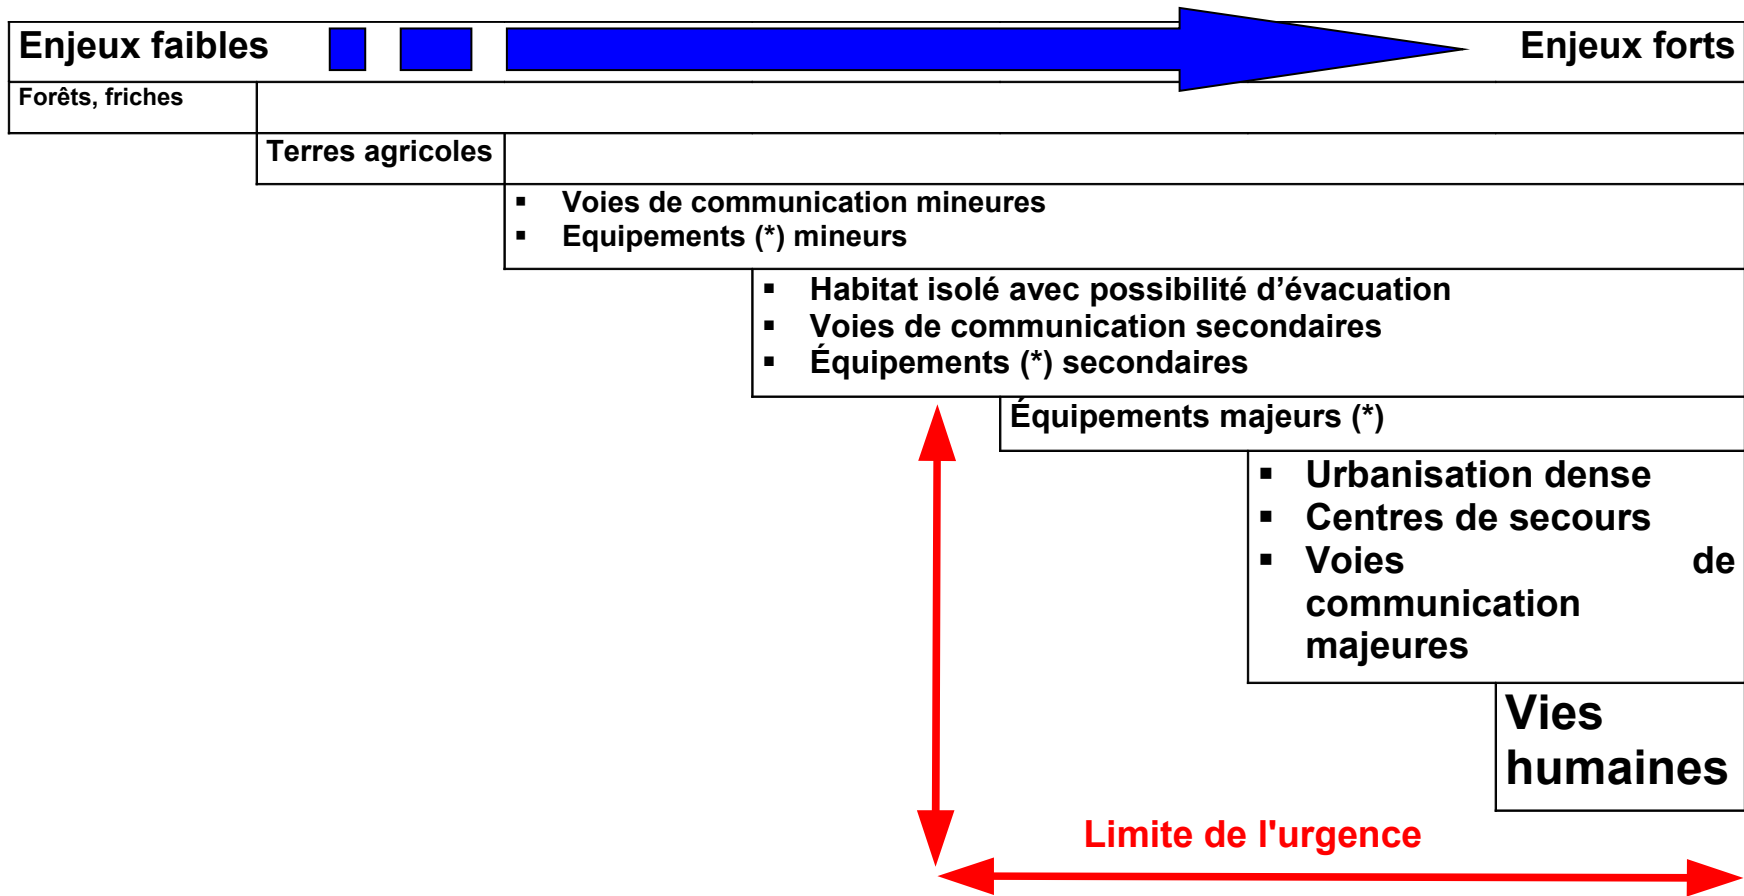 Enjeux faibles Enjeux forts
Forêts, friches
Terres agricoles
▪ Voies de communication mineures
▪ Equipements (*) mineurs
▪ Habitat isolé avec possibilité d’évacuation
▪ Voies de communication secondaires
▪ Équipements (*) secondaires
Équipements majeurs (*)
▪ Urbanisation dense
▪ Centres de secours
▪ Voies de
communication
majeures
Vies
humaines
Limite de l'urgence